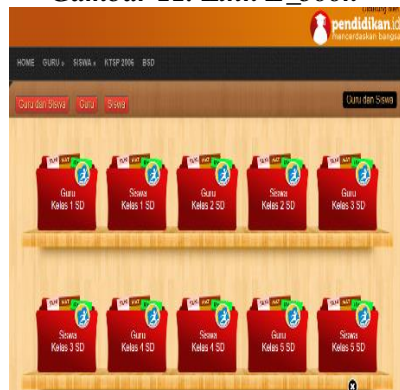 Gambar 11. Link E_book
pendidikan.id
mencerdaskan bangsa
HOME GURU SISWA KTSP 2006 BSD
Guru dan Siswa Guru Siswa
Guru dan Siswa
Guru
Kelas 1 SD
Siswa
Kelas 1 SD
Guru
Kelas 2 SD
Siswa
Kelas 2 SD
Guru
Kelas 3 SD
Siswa
Kelas 3 SD
Guru
Kelas 4 SD
Siswa
Kelas 4 SD
Guru
Kelas 5 SD
Siswa
Kelas 5 SD